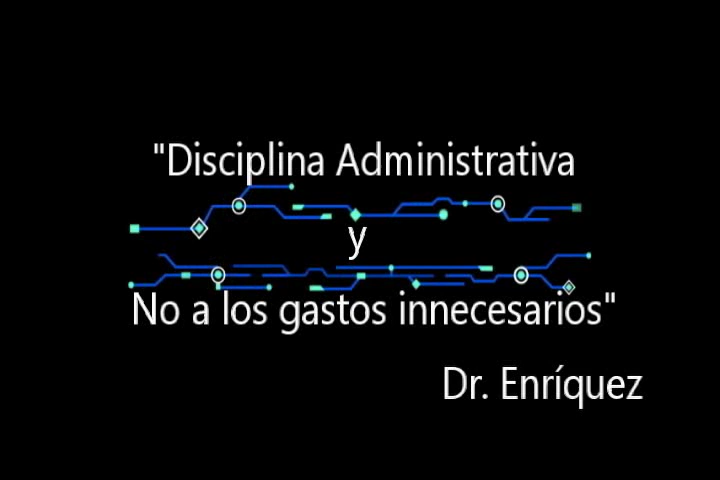 "Disciplina Administrativa
y
No a los gastos innecesarios"
Dr. Enríquez